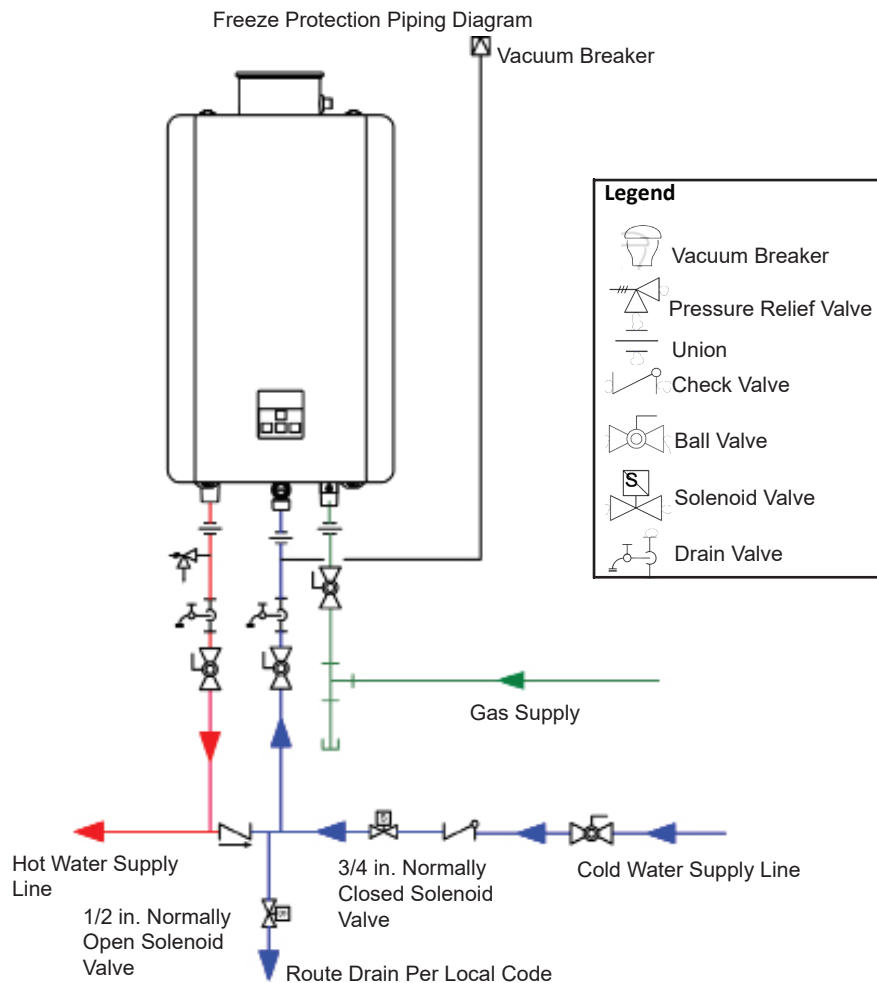 Freeze Protection Piping Diagram
Vacuum Breaker
Legend
Vacuum Breaker
Pressure Relief Valve
Union
Check Valve
Ball Valve
S
Solenoid Valve
Drain Valve
Gas Supply
Hot Water Supply
Line
3/4 in. Normally
Closed Solenoid
Valve
Cold Water Supply Line
1/2 in. Normally
Open Solenoid
Valve
Route Drain Per Local Code